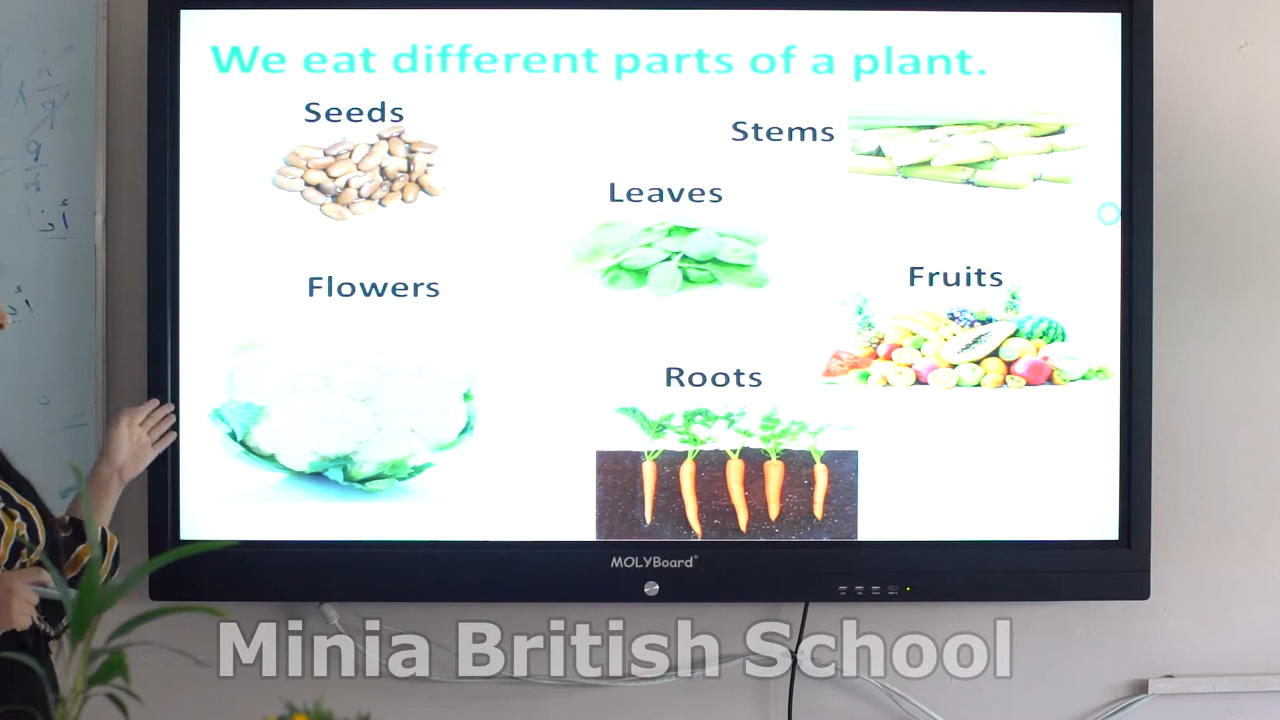 We eat different parts of a plant.
Seeds
Stems
Leaves
Flowers
Fruits
Roots
MOLYBoard
Minia British School